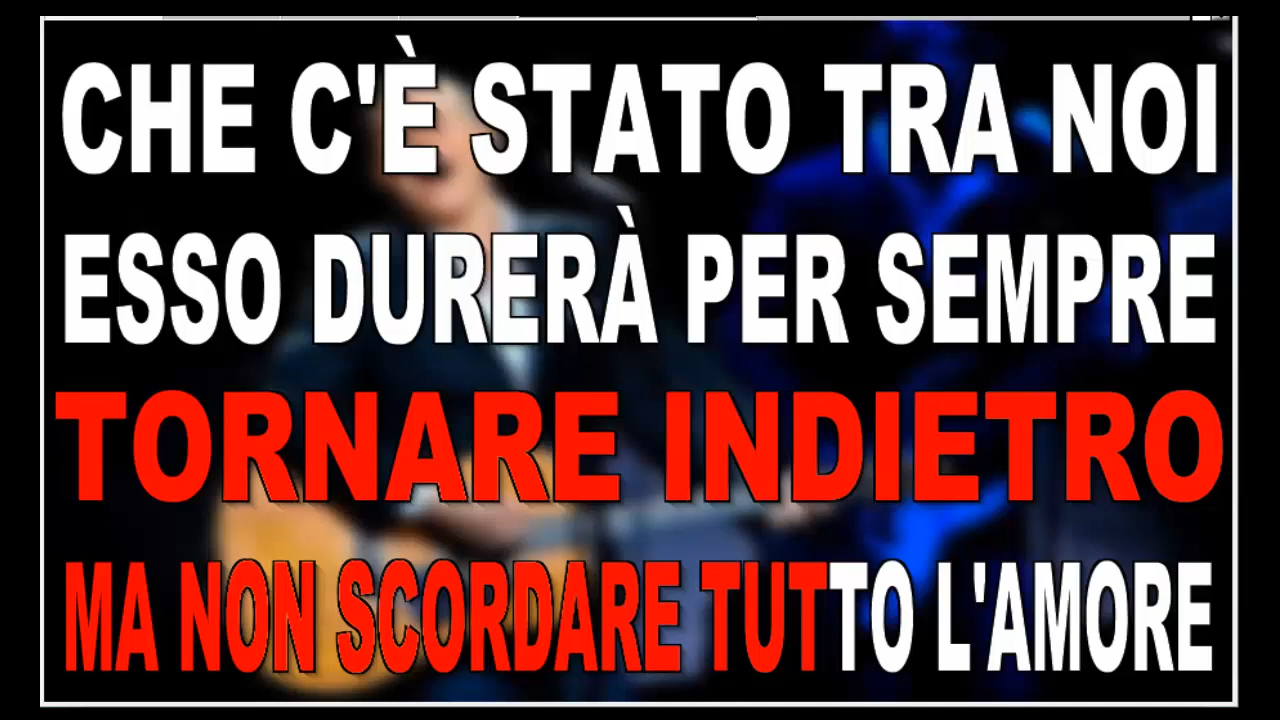 CHE C'È STATO TRA NOI
ESSO DURERÀ PER SEMPRE
TORNARE INDIETRO
MA NON SCORDARE TUTTO L'AMORE